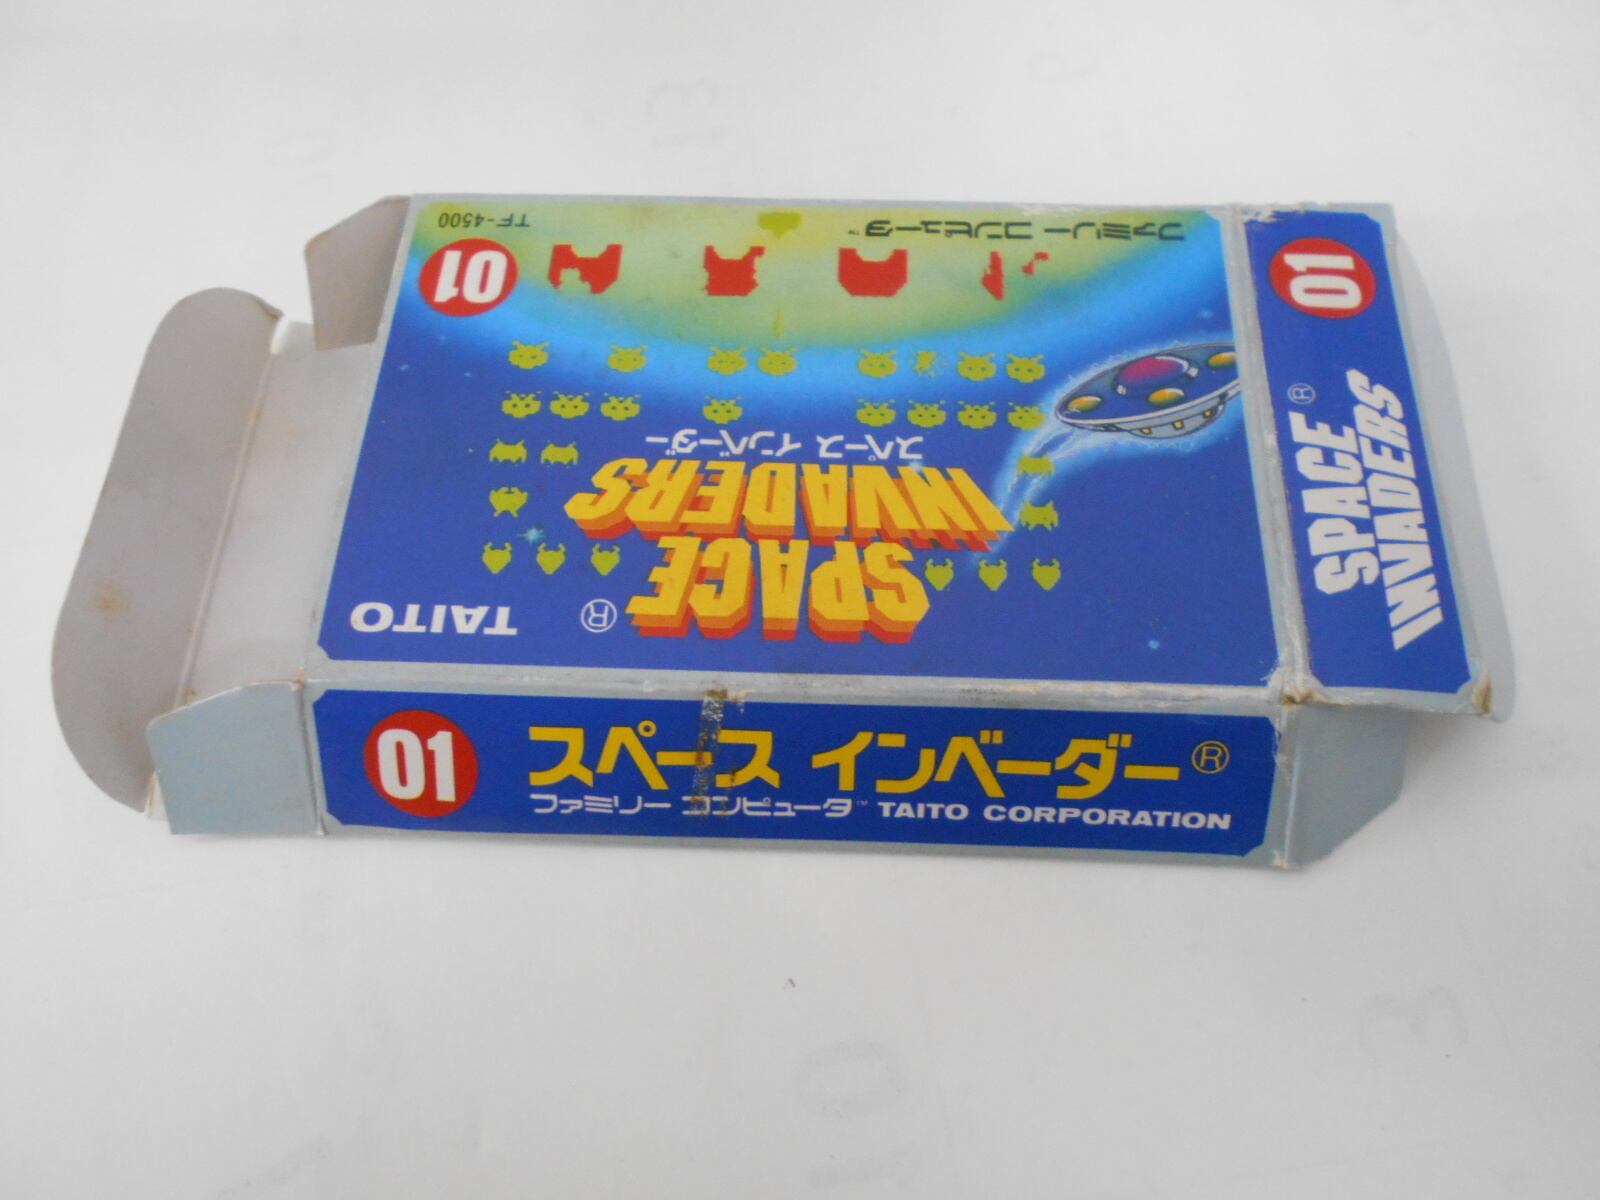 TF-4500
ファミリー コンピュータ™
01
スペース インベーダー
SPACE
INVADERS
®
TAITO
01
SPACE ®
INVADERS
01
スペース インベーダー®
ファミリー コンピュータ™ TAITO CORPORATION